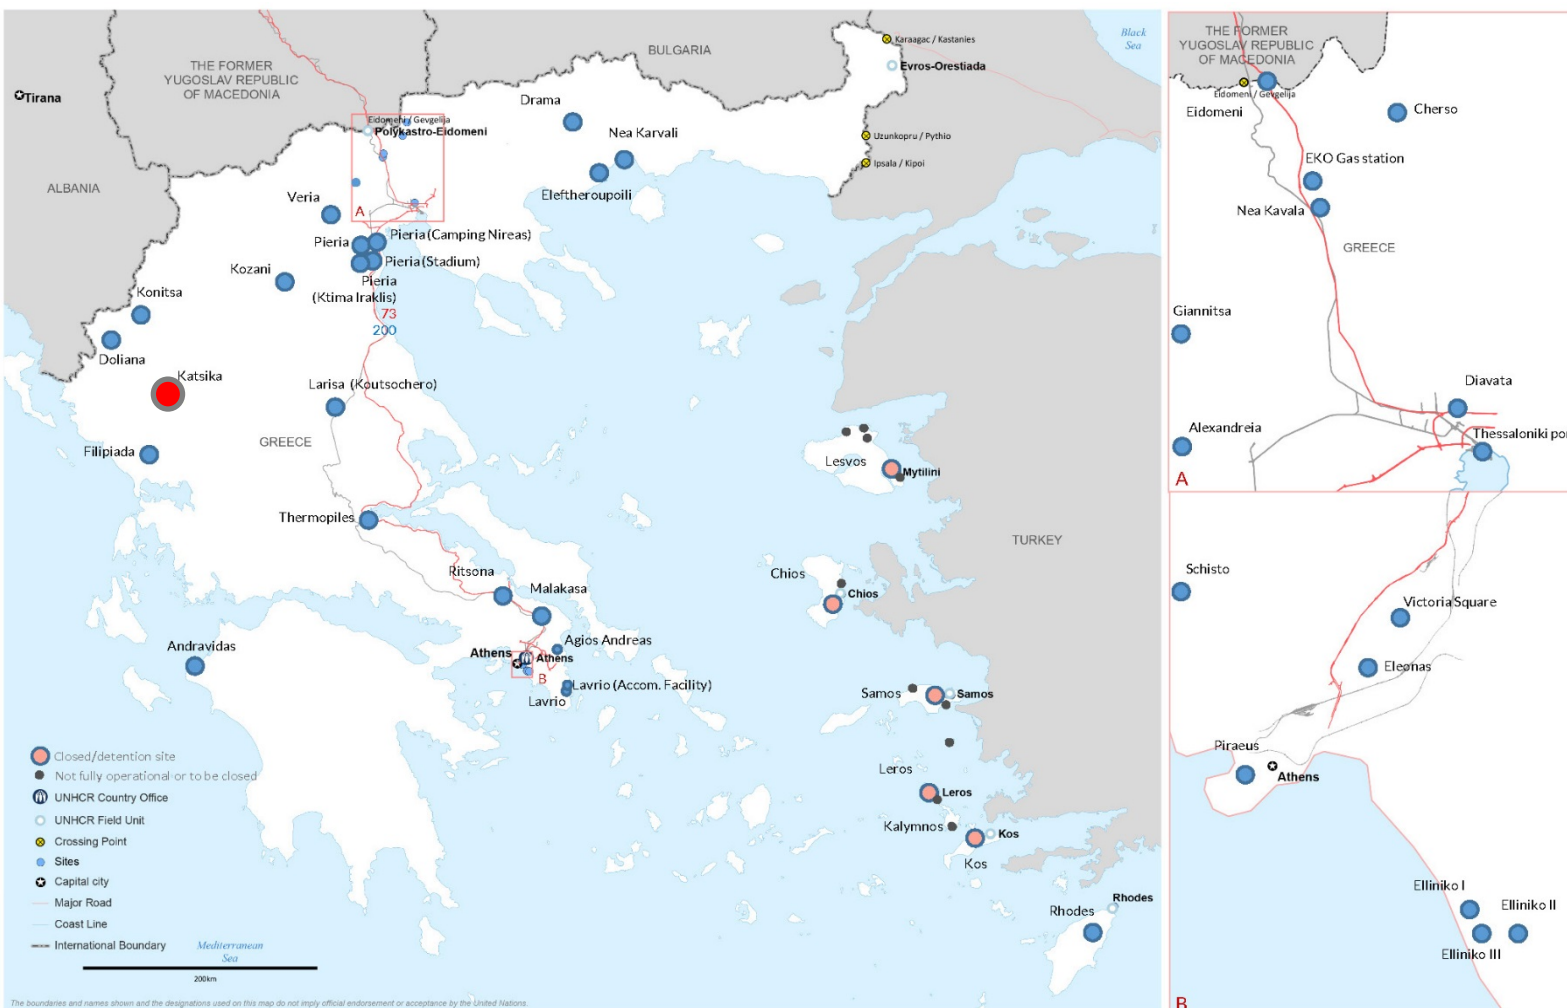 BULGARIA
Black
Sea
Karaagac / Kastanies
Evros-Orestiada
THE FORMER
YUGOSLAV REPUBLIC
OF MACEDONIA
Tirana
Drama
Eidomeni / Gevgelija
Polykastro-Eidomeni
Nea Karvali
Uzunkopru / Pythio
Ipsala / Kipoi
ALBANIA
Veria
A
Eleftheroupoili
Pieria
Pieria (Camping Nireas)
Kozani
Pieria (Stadium)
Pieria
(Ktima Iraklis)
73
200
Konitsa
Doliana
Katsika
Larisa (Koutsochero)
GREECE
Filipiada
Lesvos
Mytilini
Thermopiles
TURKEY
Ritsona
Malakasa
Chios
Chios
Andravidas
Agios Andreas
Athens
Athens
B
Lavrio (Accom. Facility)
Lavrio
Samos
Samos
Leros
Leros
Kalymnos
Kos
Kos
Rhodes
Rhodes
Closed/detention site
Not fully operational or to be closed
UNHCR Country Office
UNHCR Field Unit
Crossing Point
Sites
Capital city
Major Road
Coast Line
International Boundary
Mediterranean
Sea
200km
The boundaries and names shown and the designations used on this map do not imply official endorsement or acceptance by the United Nations.
THE FORMER
YUGOSLAV REPUBLIC
OF MACEDONIA
Eidomeni / Gevgelija
Eidomeni
Cherso
EKO Gas station
Nea Kavala
GREECE
Giannitsa
Diavata
Alexandreia
Thessaloniki por
A
Schisto
Victoria Square
Eleonas
Piraeus
Athens
Elliniko I
Elliniko II
Elliniko III
B